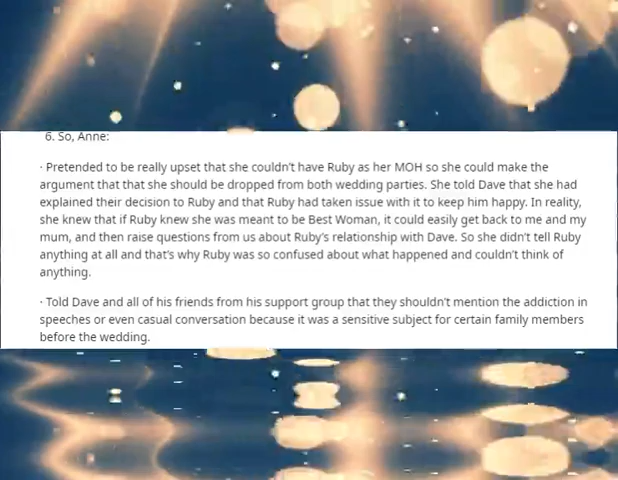 6. So, Anne:
· Pretended to be really upset that she couldn't have Ruby as her MOH so she could make the
argument that that she should be dropped from both wedding parties. She told Dave that she had
explained their decision to Ruby and that Ruby had taken issue with it to keep him happy. In reality,
she knew that if Ruby knew she was meant to be Best Woman, it could easily get back to me and my
mum, and then raise questions from us about Ruby's relationship with Dave. So she didn't tell Ruby
anything at all and that's why Ruby was so confused about what happened and couldn't think of
anything.
· Told Dave and all of his friends from his support group that they shouldn't mention the addiction in
speeches or even casual conversation because it was a sensitive subject for certain family members
before the wedding.